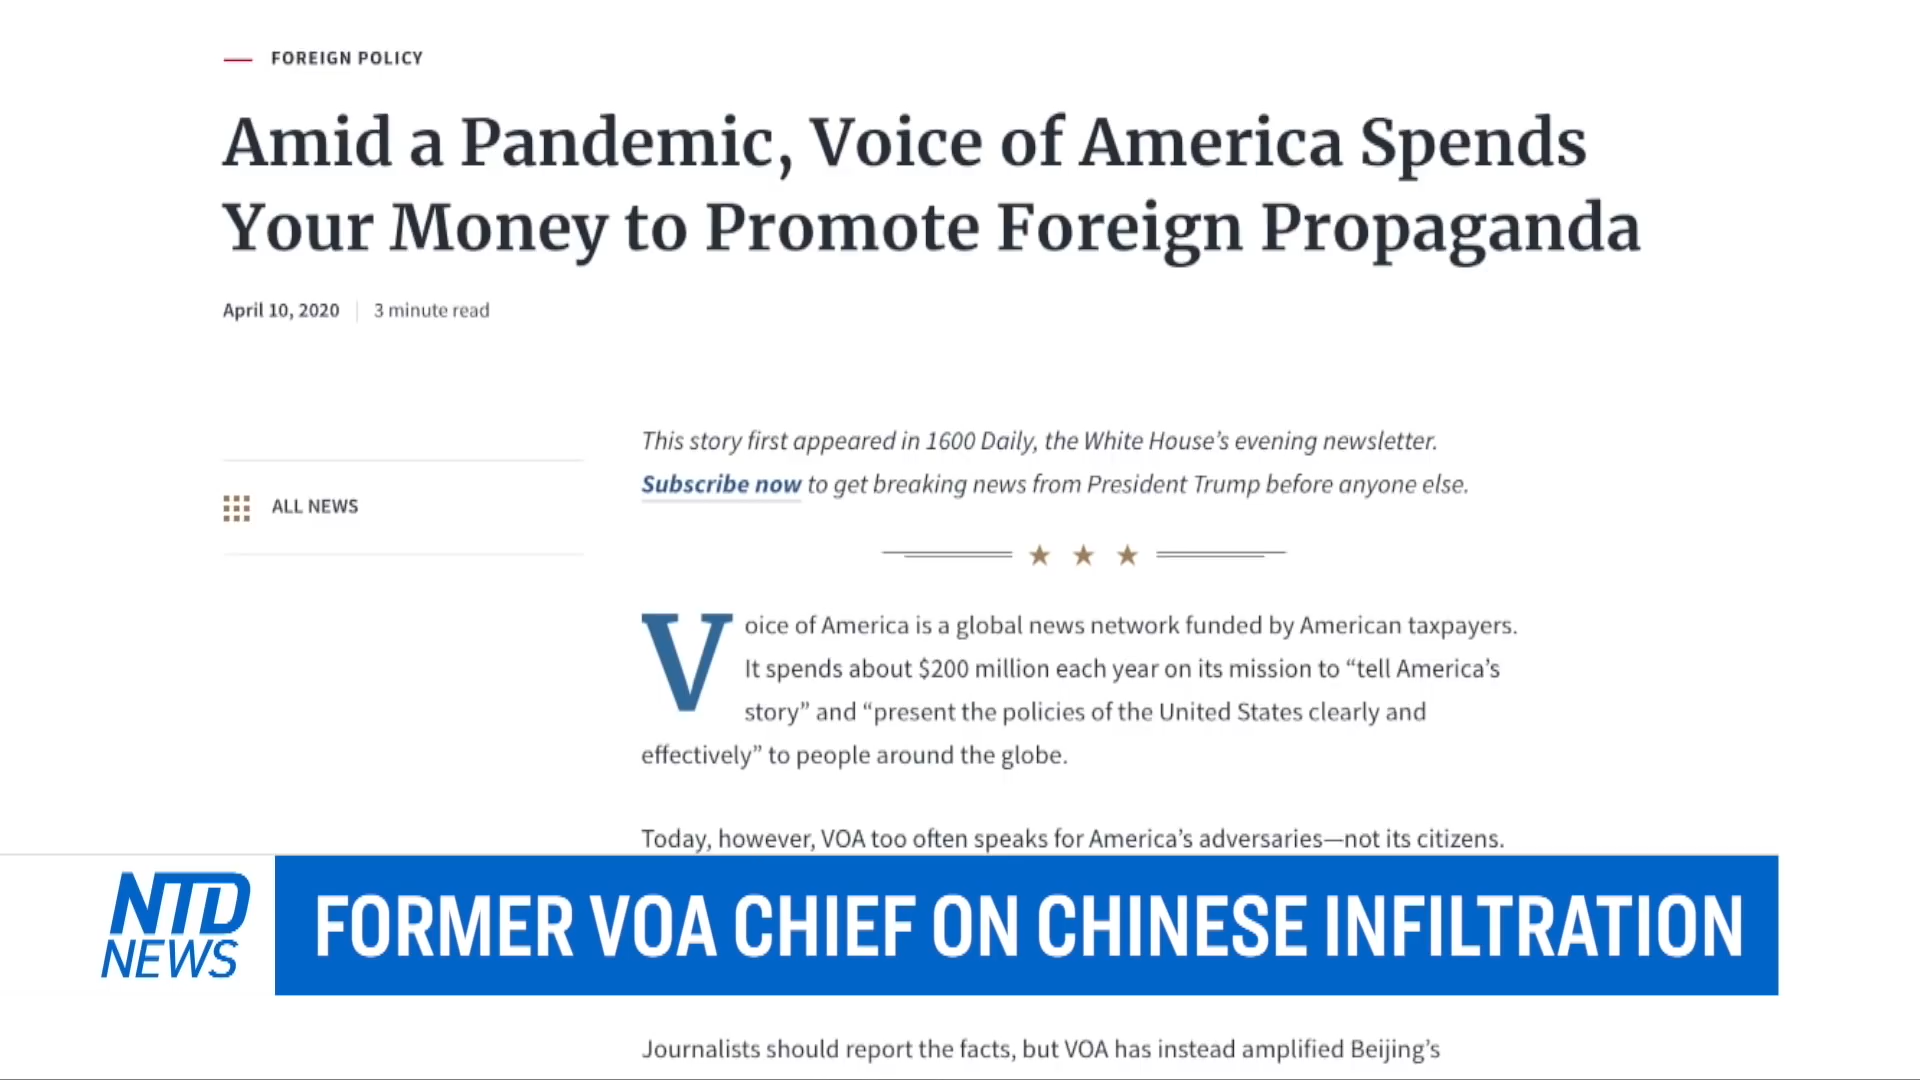 FOREIGN POLICY
Amid a Pandemic, Voice of America Spends
Your Money to Promote Foreign Propaganda
April 10, 2020 | 3 minute read
This story first appeared in 1600 Daily, the White House’s evening newsletter.
Subscribe now to get breaking news from President Trump before anyone else.
ALL NEWS
Voice of America is a global news network funded by American taxpayers.
It spends about $200 million each year on its mission to “tell America’s
story” and “present the policies of the United States clearly and
effectively” to people around the globe.
Today, however, VOA too often speaks for America’s adversaries—not its citizens.
NTD
NEWS
FORMER VOA CHIEF ON CHINESE INFILTRATION
Journalists should report the facts, but VOA has instead amplified Beijing’s